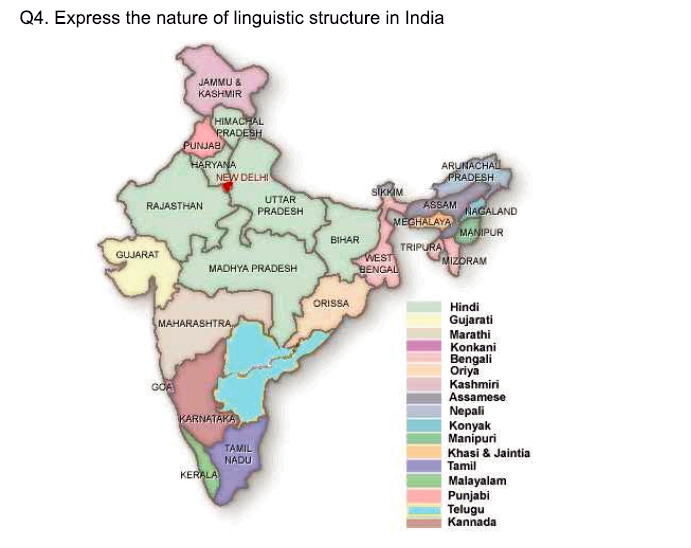 Q4. Express the nature of linguistic structure in India
JAMMU &
KASHMIR
HIMACHAL
PRADESH
PUNJAB
HARYANA
NEW DELHI
RAJASTHAN
UTTAR
PRADESH
SIKKIM
ARUNACHAL
PRADESH
ASSAM
NAGALAND
MEGHALAYA
MANIPUR
TRIPURA
MIZORAM
BIHAR
WEST
BENGAL
GUJARAT
MADHYA PRADESH
ORISSA
MAHARASHTRA
GOA
KARNATAKA
TAMIL
NADU
KERALA
Hindi
Gujarati
Marathi
Konkani
Bengali
Oriya
Kashmiri
Assamese
Nepali
Konyak
Manipuri
Khasi & Jaintia
Tamil
Malayalam
Punjabi
Telugu
Kannada